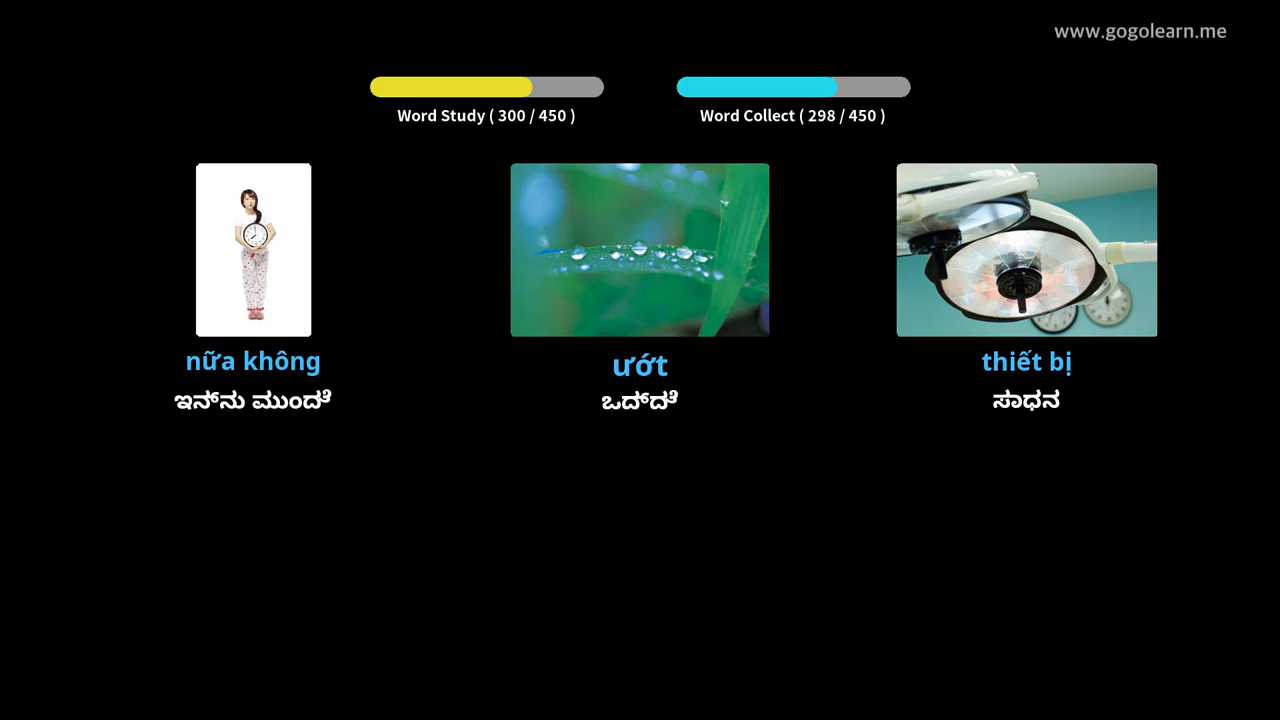 www.gogolearn.me
Word Study ( 300 / 450 )
Word Collect ( 298 / 450 )
nữa không
ướt
thiết bị
ಇನ್ನು ಮುಂದೆ
ಒದ್ದೆ
ಸಾಧನ